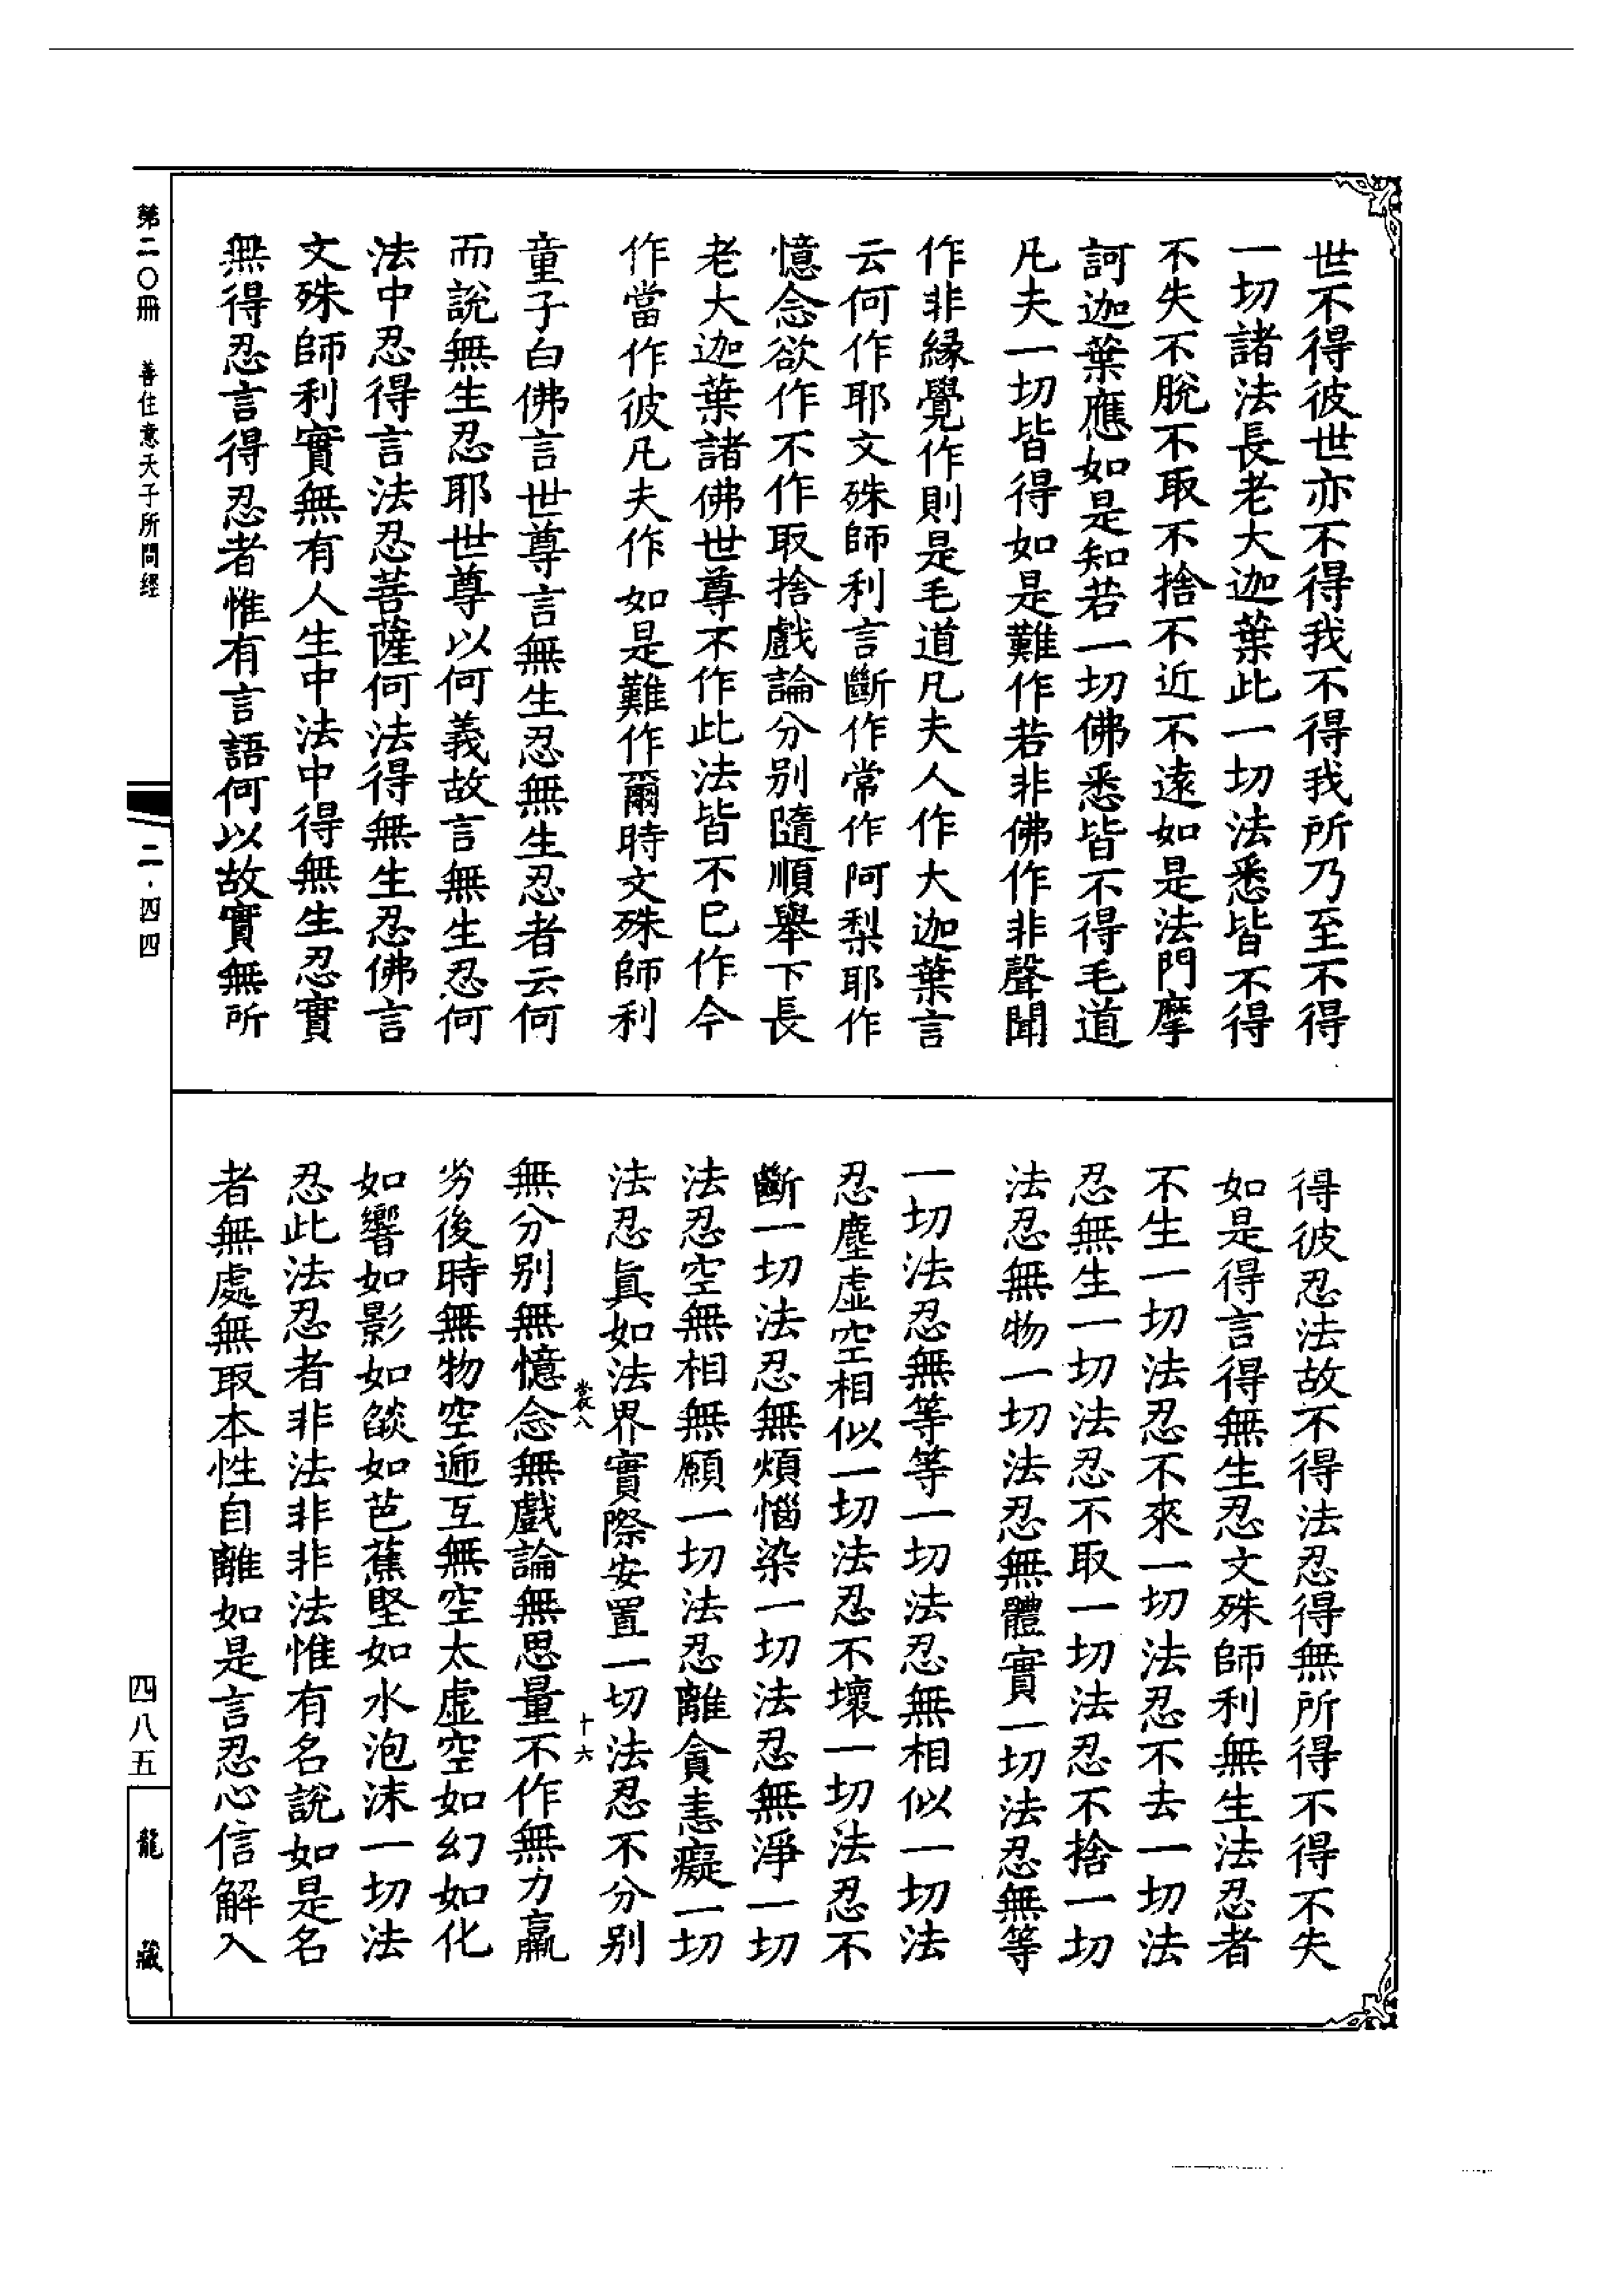 世不得彼世亦不得我不得我所乃至不得
一切諸法長老大迦葉此一切法悉皆不得
不失不脫不取不捨不近不遠如是法門摩
訶迦葉應如是知若一切佛悉皆不得毛道
凡夫一切皆得如是難作若非佛作非聲聞
作非緣覺作則是毛道凡夫人作大迦葉言
云何作耶文殊師利言斷作常作阿梨耶作
憶念欲作不作取捨戲論分別隨順舉下長
老大迦葉諸佛世尊不作此法皆不已作今
作當作彼凡夫作如是難作爾時文殊師利
童子白佛言世尊言無生忍無生忍者云何
而說無生忍耶世尊以何義故言無生忍何
法中忍得言法忍菩薩何法得無生忍佛言
文殊師利實無有人生中法中得無生忍實
無得忍言得忍者惟有言語何以故實無所
得彼忍法故不得法忍得無所得不得不失
如是得言得無生忍文殊師利無生法忍者
不生一切法忍不來一切法忍不去一切法
忍無生一切法忍不取一切法忍不捨一切
法忍無物一切法忍無體實一切法忍無等
一切法忍無等等一切法忍無相似一切法
忍塵虛空相似一切法忍不壞一切法忍不
斷一切法忍無煩惱染一切法忍無淨一切
法忍空無相無願一切法忍離貪恚癡一切
法忍眞如法界實際安置一切法忍不分別
十六
無分別無憶念無戲論無思量不作無力羸
劣後時無物空遞互無空太虛空如幻如化
如響如影如燄如芭蕉堅如水泡沫一切法
忍此法忍者非法非非法惟有名說如是名
者無處無取本性自離如是言忍心信解入
第二〇冊 善住意天子所問經
二·四四
四八五
龍藏